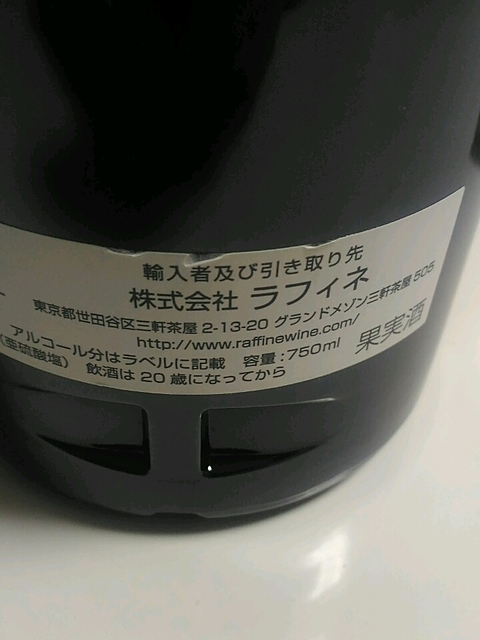 輸入者及び引き取り先
株式会社 ラフィネ
東京都世田谷区三軒茶屋 2-13-20 グランドメゾン三軒茶屋 505
http://www.raffinewine.com/
アルコール分はラベルに記載 容量:750ml
果実酒
(亜硫酸塩) 飲酒は 20 歳になってから